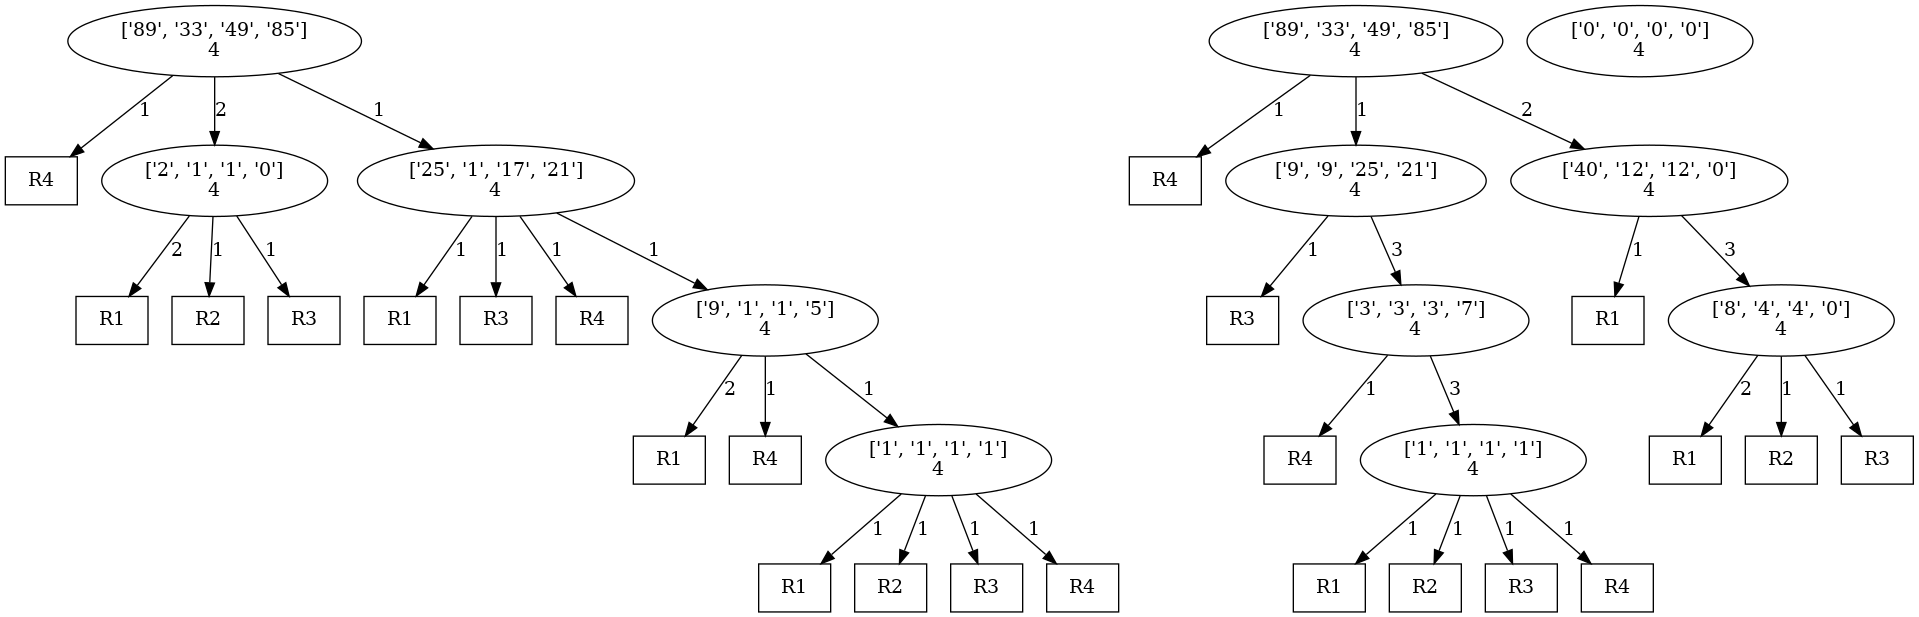 ['89', '33', '49', '85']
4
['89', '33', '49', '85']
4
['0', '0', '0', '0']
4
1
2
1
1
1
2
R4
['2', '1', '1', '0']
4
['25', '1', '17', '21']
4
R4
['9', '9', '25', '21']
4
['40', '12', '12', '0']
4
2
1
1
1
1
1
1
1
3
1
3
R1
R2
R3
R1
R3
R4
['9', '1', '1', '5']
4
R3
['3', '3', '3', '7']
4
R1
['8', '4', '4', '0']
4
2
1
1
1
3
2
1
1
R1
R4
['1', '1', '1', '1']
4
R4
['1', '1', '1', '1']
4
R1
R2
R3
1
1
1
1
1
1
1
1
R1
R2
R3
R4
R1
R2
R3
R4